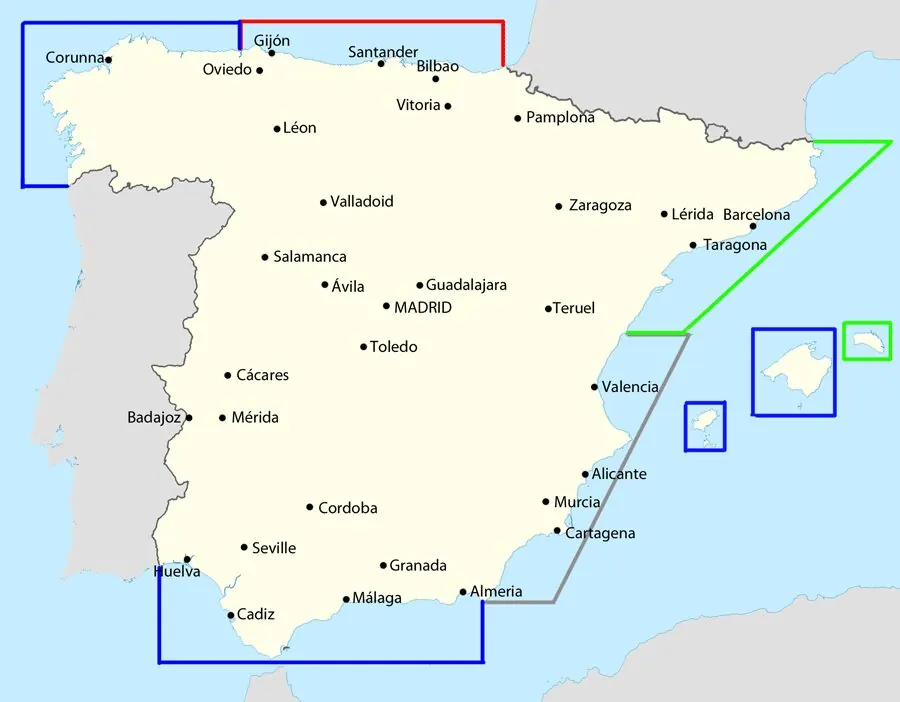 Gijón
Corunna
Santander
Oviedo
Bilbao
Vitoria
Pamplona
Léon
Valladoid
Zaragoza
Lérida
Barcelona
Taragona
Salamanca
Ávila
Guadalajara
MADRID
Teruel
Toledo
Cácares
Valencia
Badajoz
Mérida
Alicante
Murcia
Cordoba
Cartagena
Seville
Huelva
Granada
Almeria
Málaga
Cadiz